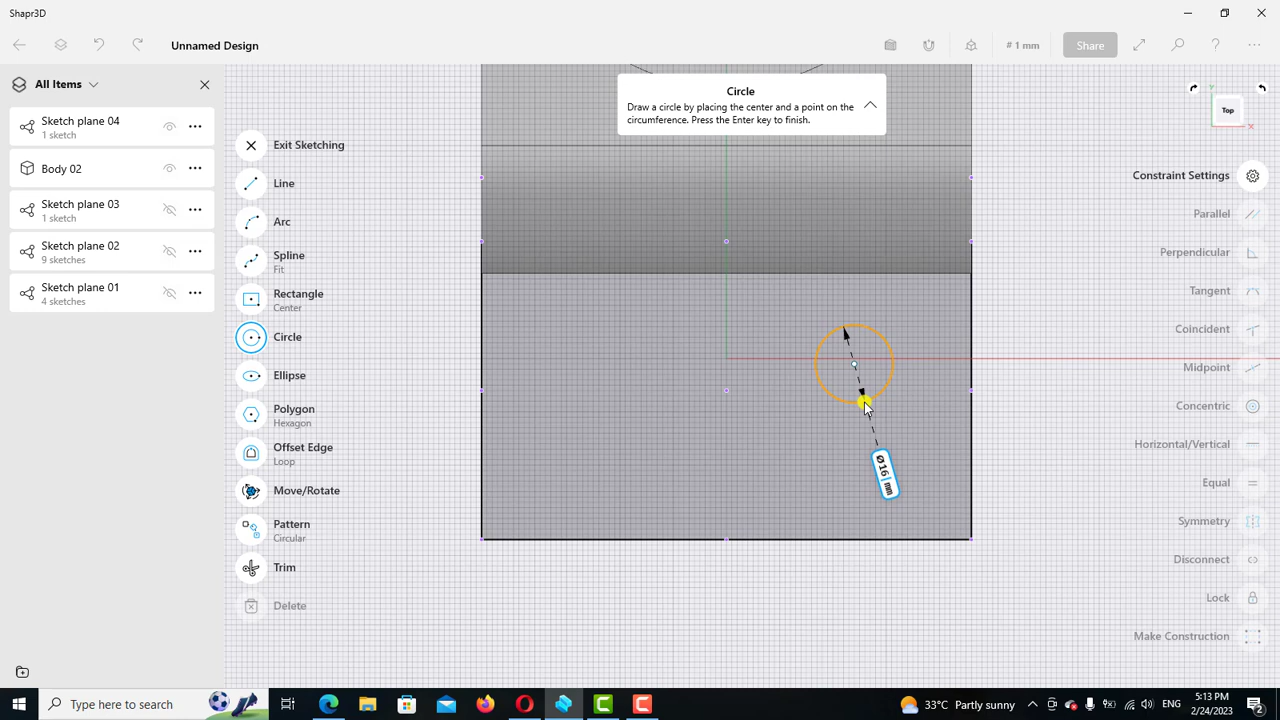 Shapr3D
Unnamed Design
# 1 mm
Share
All Items
Circle
Draw a circle by placing the center and a point on the
circumference. Press the Enter key to finish.
Y
Top
X
Sketch plane 04
1 sketch
Body 02
Sketch plane 03
1 sketch
Sketch plane 02
9 sketches
Sketch plane 01
4 sketches
Exit Sketching
Line
Arc
Spline
Fit
Rectangle
Center
Circle
Ellipse
Polygon
Hexagon
Offset Edge
Loop
Move/Rotate
Pattern
Circular
Trim
Delete
Ø16 mm
Constraint Settings
Parallel
Perpendicular
Tangent
Coincident
Midpoint
Concentric
Horizontal/Vertical
Equal
Symmetry
Disconnect
Lock
Make Construction
Type here to search
33°C Partly sunny
ENG
5:13 PM
2/24/2023
2